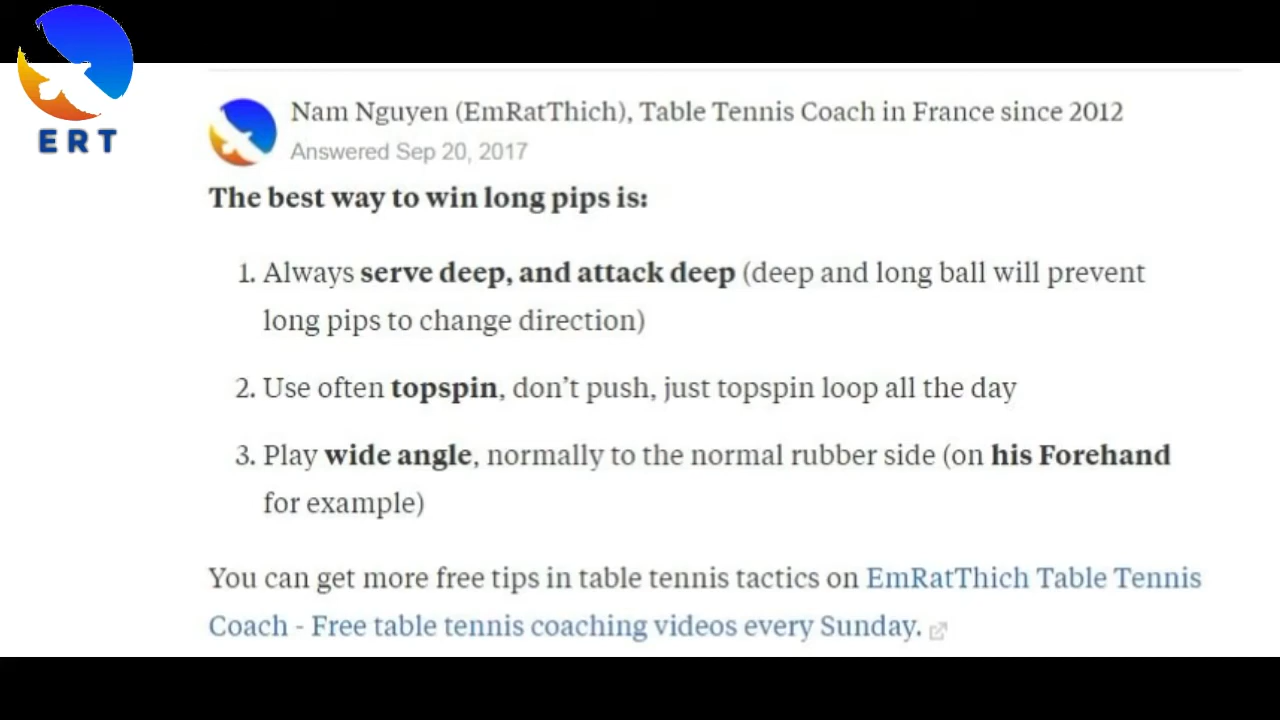 ERT
Nam Nguyen (EmRatThich), Table Tennis Coach in France since 2012
Answered Sep 20, 2017
The best way to win long pips is:
1. Always serve deep, and attack deep (deep and long ball will prevent
long pips to change direction)
2. Use often topspin, don't push, just topspin loop all the day
3. Play wide angle, normally to the normal rubber side (on his Forehand
for example)
You can get more free tips in table tennis tactics on EmRatThich Table Tennis
Coach - Free table tennis coaching videos every Sunday.